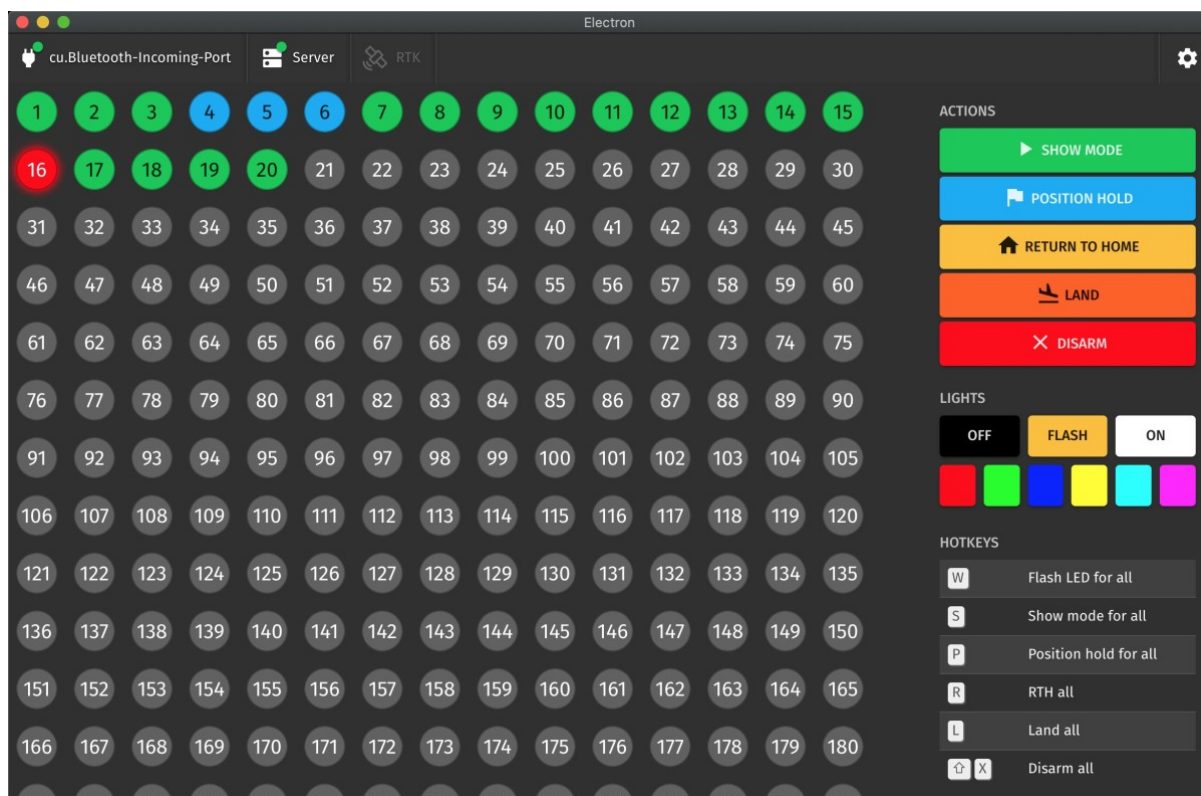 Electron
cu.Bluetooth-Incoming-Port Server RTK
1 2 3 4 5 6 7 8 9 10 11 12 13 14 15
16 17 18 19 20 21 22 23 24 25 26 27 28 29 30
31 32 33 34 35 36 37 38 39 40 41 42 43 44 45
46 47 48 49 50 51 52 53 54 55 56 57 58 59 60
61 62 63 64 65 66 67 68 69 70 71 72 73 74 75
76 77 78 79 80 81 82 83 84 85 86 87 88 89 90
91 92 93 94 95 96 97 98 99 100 101 102 103 104 105
106 107 108 109 110 111 112 113 114 115 116 117 118 119 120
121 122 123 124 125 126 127 128 129 130 131 132 133 134 135
136 137 138 139 140 141 142 143 144 145 146 147 148 149 150
151 152 153 154 155 156 157 158 159 160 161 162 163 164 165
166 167 168 169 170 171 172 173 174 175 176 177 178 179 180
ACTIONS
SHOW MODE
POSITION HOLD
RETURN TO HOME
LAND
DISARM
LIGHTS
OFF FLASH ON
HOTKEYS
W Flash LED for all
S Show mode for all
P Position hold for all
R RTH all
L Land all
⇧ X Disarm all